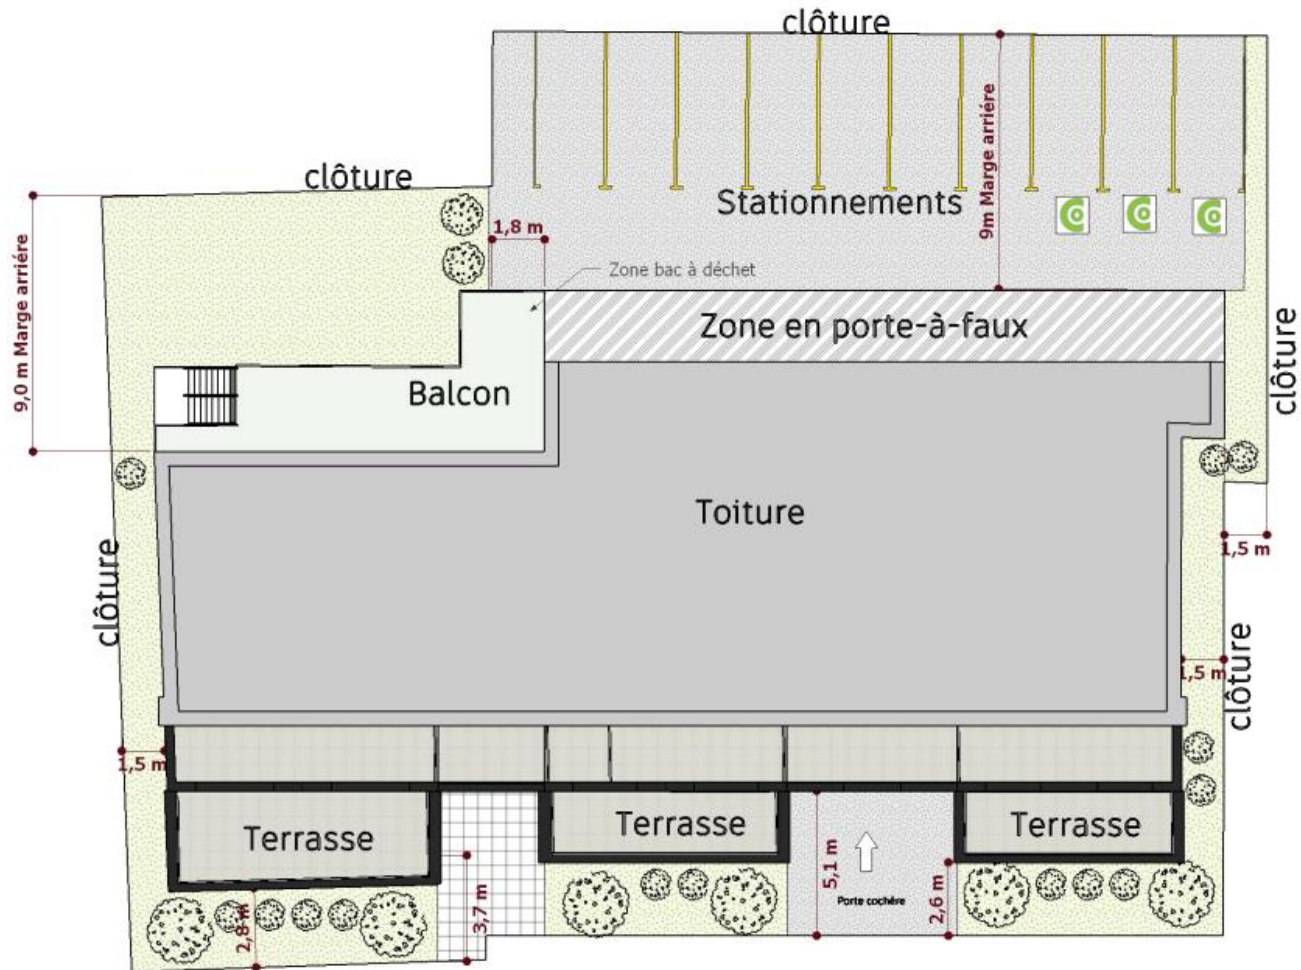 clôture
clôture
9m Marge arriére
Stationnements
1,8 m
Zone bac à déchet
9,0 m Marge arriére
Zone en porte-à-faux
clôture
Balcon
Toiture
1,5 m
clôture
clôture
1,5 m
1,5 m
Terrasse
Terrasse
Terrasse
5,1 m
Porte cochère
2,6 m
3,7 m
2,8 m